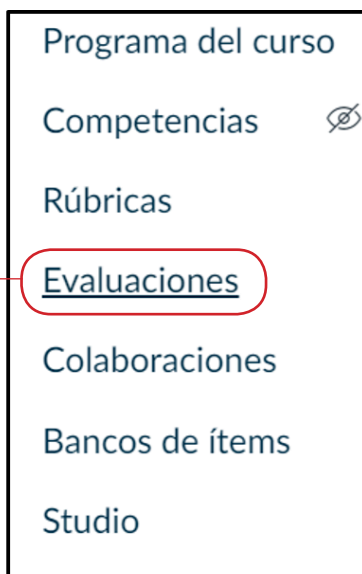 Programa del curso
Competencias
Rúbricas
Evaluaciones
Colaboraciones
Bancos de ítems
Studio